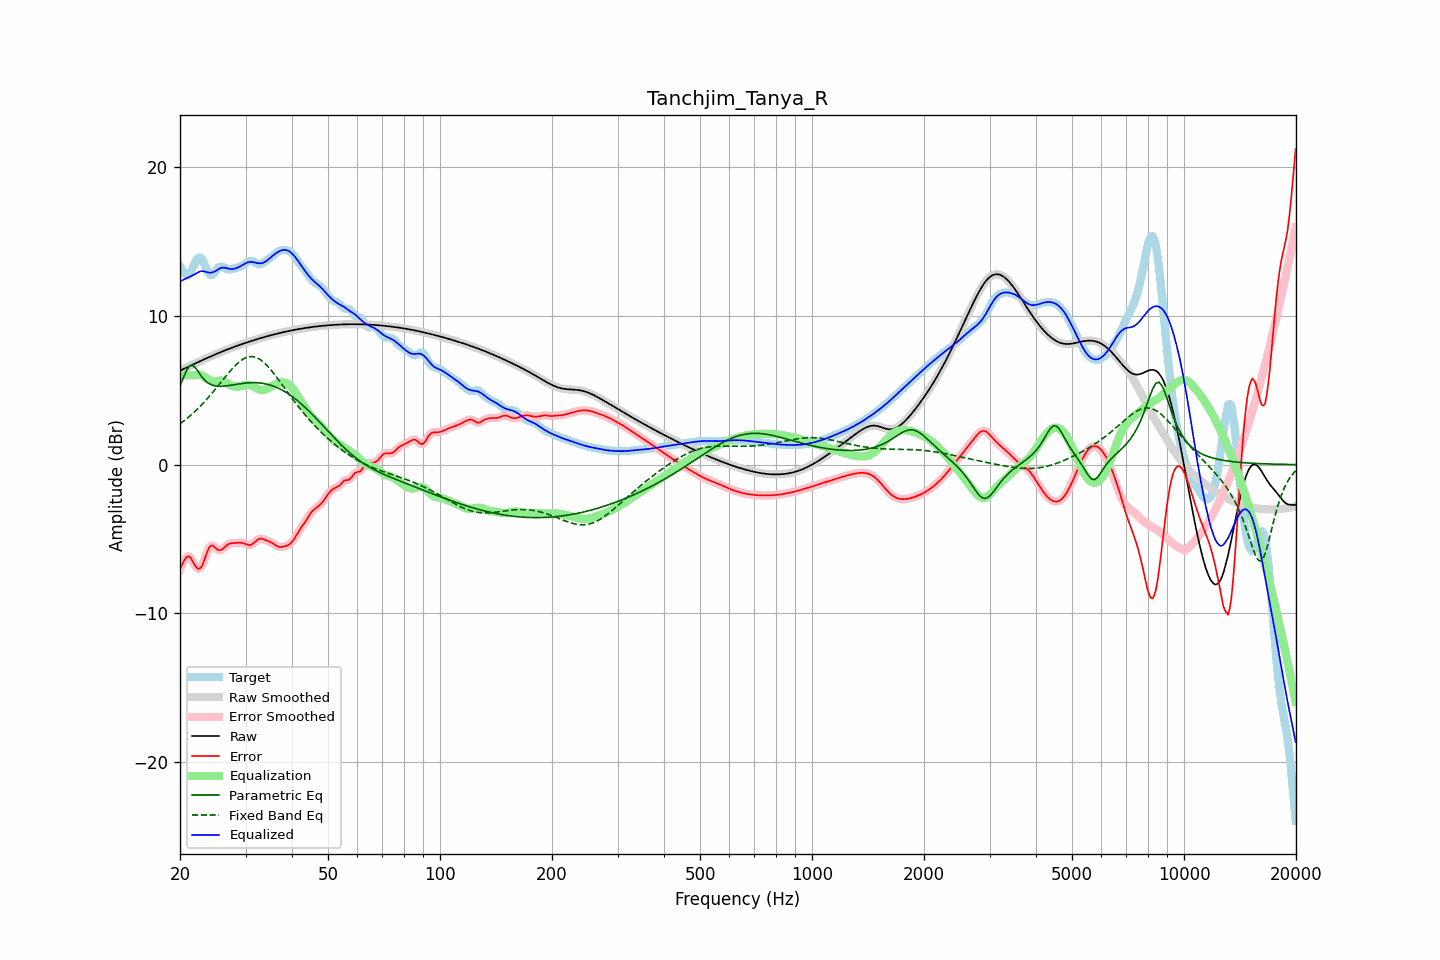 Tanchjim_Tanya_R
Amplitude (dBr)
20
10
0
−10
−20
Target
Raw Smoothed
Error Smoothed
Raw
Error
Equalization
Parametric Eq
Fixed Band Eq
Equalized
20 50 100 200 500 1000 2000 5000 10000 20000
Frequency (Hz)